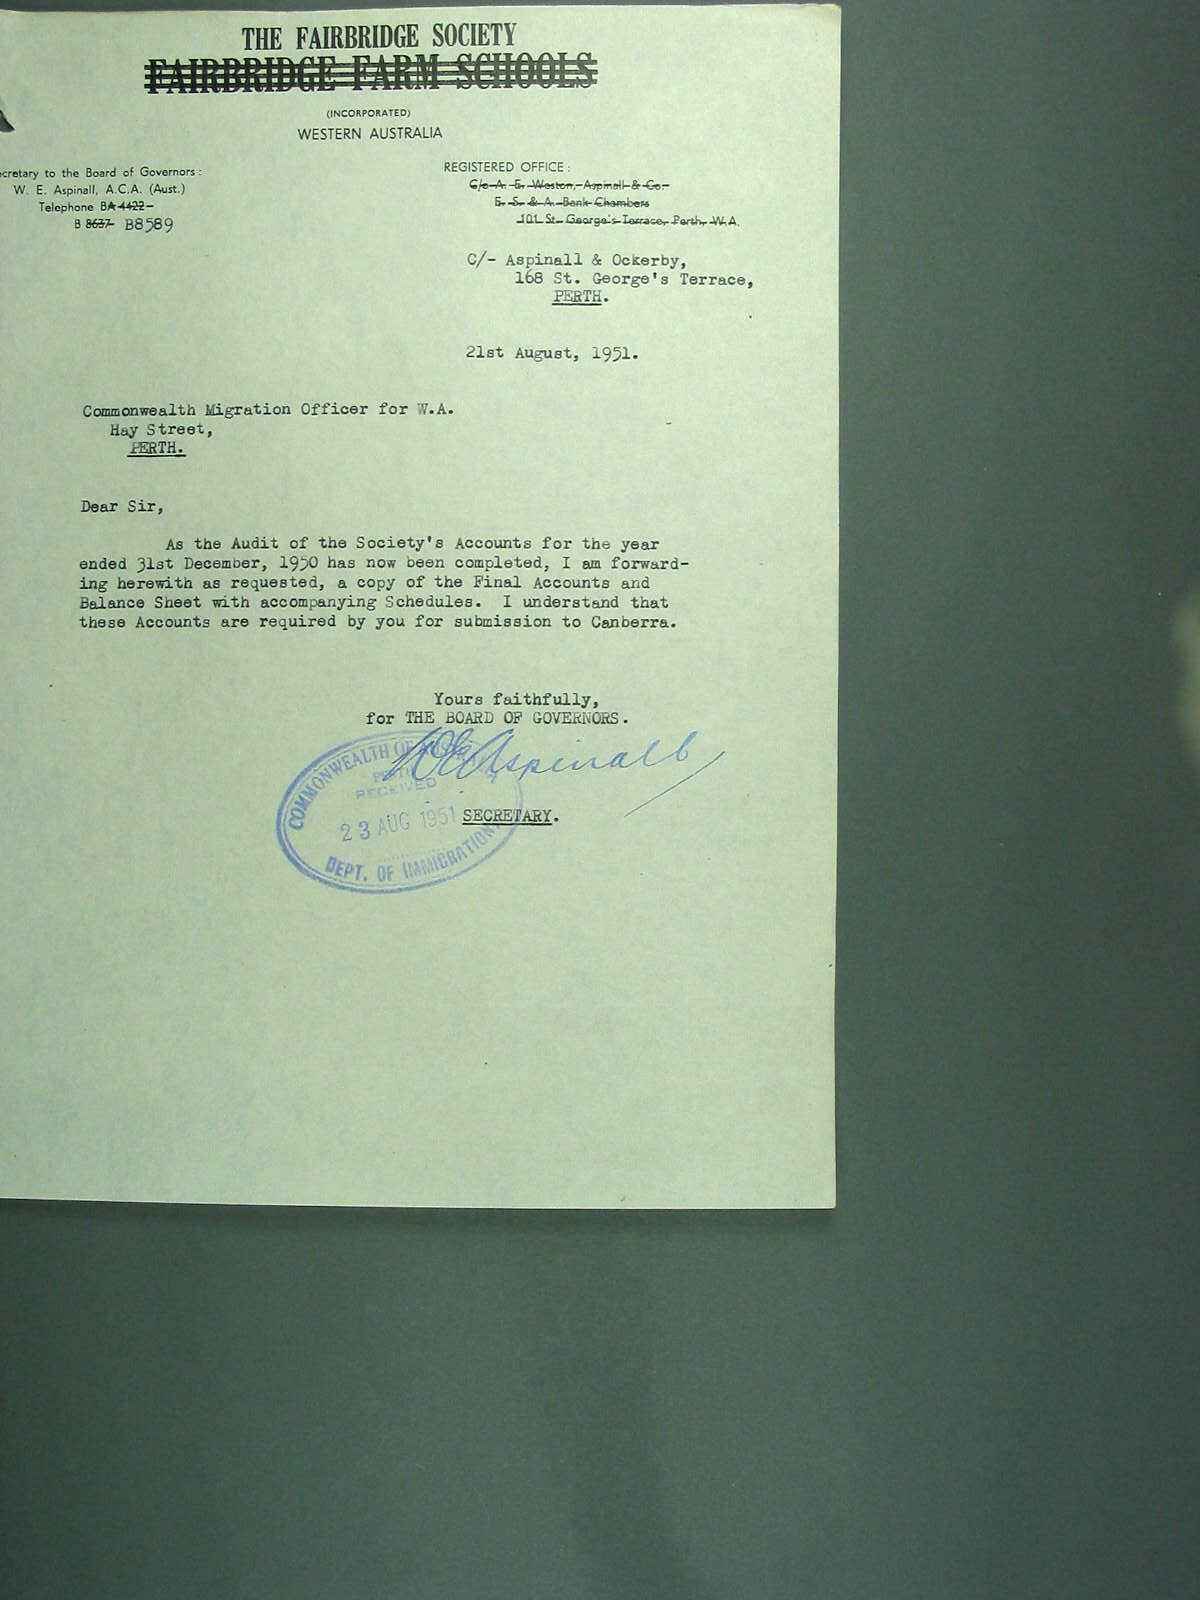 THE FAIRBRIDGE SOCIETY
FAIRBRIDGE FARM SCHOOLS
(INCORPORATED)
WESTERN AUSTRALIA
ecretary to the Board of Governors:
W. E. Aspinall, A.C.A. (Aust.)
Telephone BA 4422
B 8637 B8589
REGISTERED OFFICE:
C/o A. E. Weston, Aspinall & Co.
E. S. & A. Bank Chambers
101 St. George's Terrace, Perth, W.A.
C/- Aspinall & Ockerby,
168 St. George's Terrace,
PERTH.
21st August, 1951.
Commonwealth Migration Officer for W.A.
Hay Street,
PERTH.
Dear Sir,
As the Audit of the Society's Accounts for the year
ended 31st December, 1950 has now been completed, I am forward-
ing herewith as requested, a copy of the Final Accounts and
Balance Sheet with accompanying Schedules. I understand that
these Accounts are required by you for submission to Canberra.
Yours faithfully,
for THE BOARD OF GOVERNORS.
W E Aspinall
SECRETARY.
COMMONWEALTH OF
PERTH
RECEIVED
23 AUG 1951
DEPT. OF IMMIGRATION